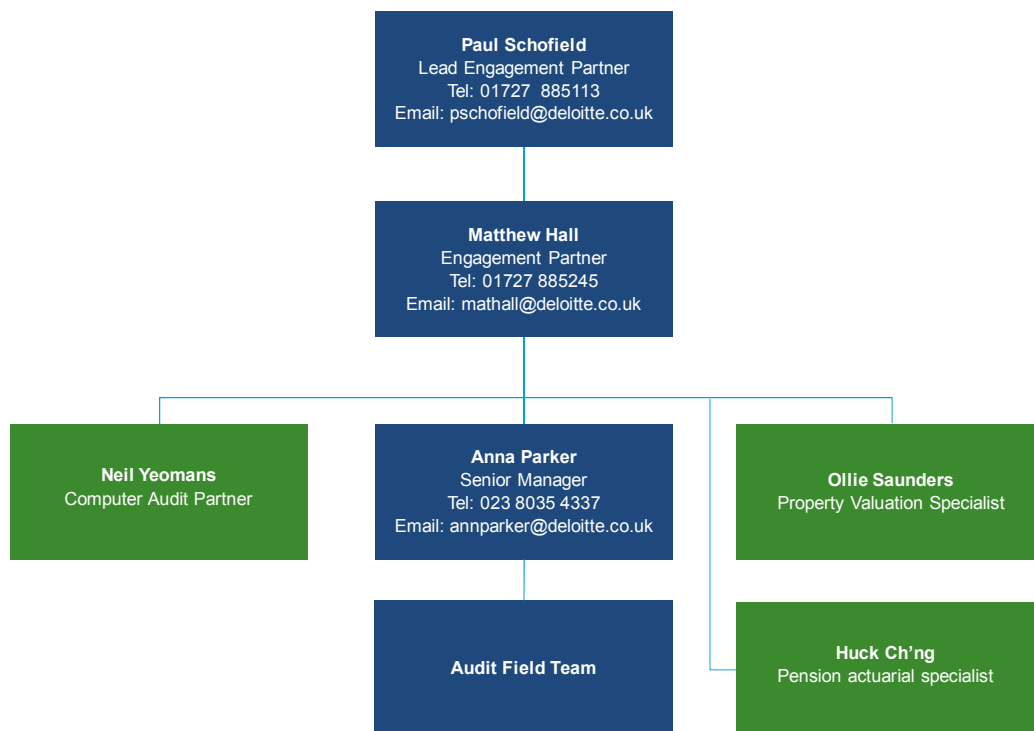 Paul Schofield
Lead Engagement Partner
Tel: 01727 885113
Email: pschofield@deloitte.co.uk
Matthew Hall
Engagement Partner
Tel: 01727 885245
Email: mathall@deloitte.co.uk
Neil Yeomans
Computer Audit Partner
Anna Parker
Senior Manager
Tel: 023 8035 4337
Email: annparker@deloitte.co.uk
Ollie Saunders
Property Valuation Specialist
Audit Field Team
Huck Ch’ng
Pension actuarial specialist